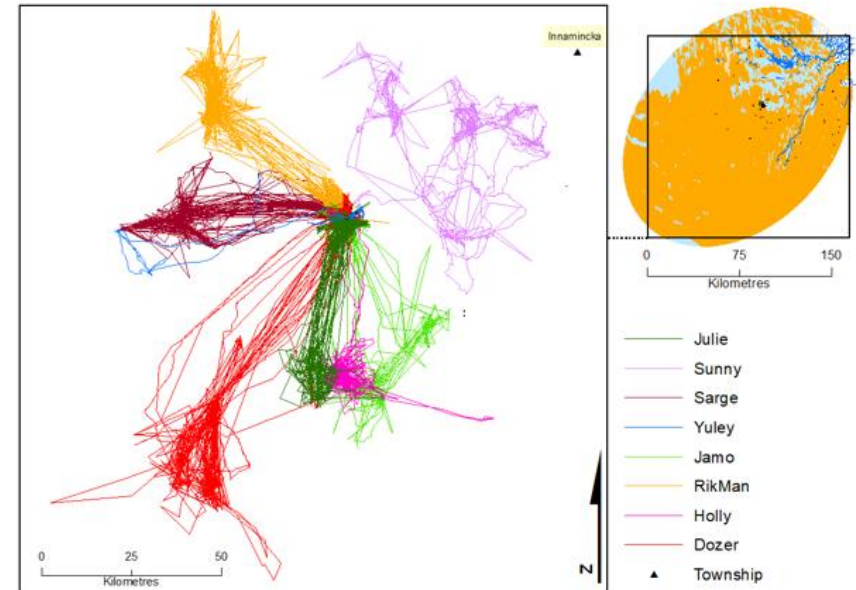 Innamincka
0 25 50
Kilometres
N
0 75 150
Kilometres
Julie
Sunny
Sarge
Yuley
Jamo
RikMan
Holly
Dozer
Township